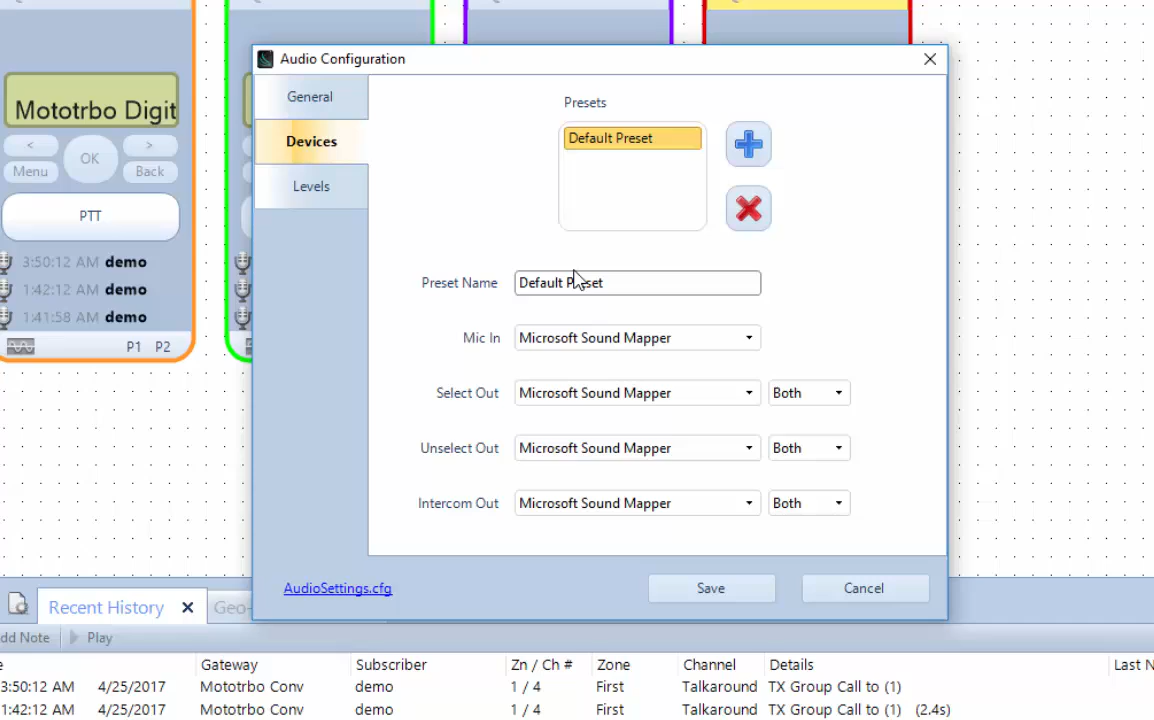 Audio Configuration
General
Devices
Levels
Presets
Default Preset
Preset Name
Default Preset
Mic In
Microsoft Sound Mapper
Select Out
Microsoft Sound Mapper
Both
Unselect Out
Microsoft Sound Mapper
Both
Intercom Out
Microsoft Sound Mapper
Both
AudioSettings.cfg
Save
Cancel
Mototrbo Digit
<
OK
>
Menu
Back
PTT
3:50:12 AM demo
1:42:12 AM demo
1:41:58 AM demo
P1 P2
Recent History
Geo-
dd Note
Play
e Gateway Subscriber Zn / Ch # Zone Channel Details Last N
3:50:12 AM 4/25/2017 Mototrbo Conv demo 1 / 4 First Talkaround TX Group Call to (1)
1:42:12 AM 4/25/2017 Mototrbo Conv demo 1 / 4 First Talkaround TX Group Call to (1) (2.4s)